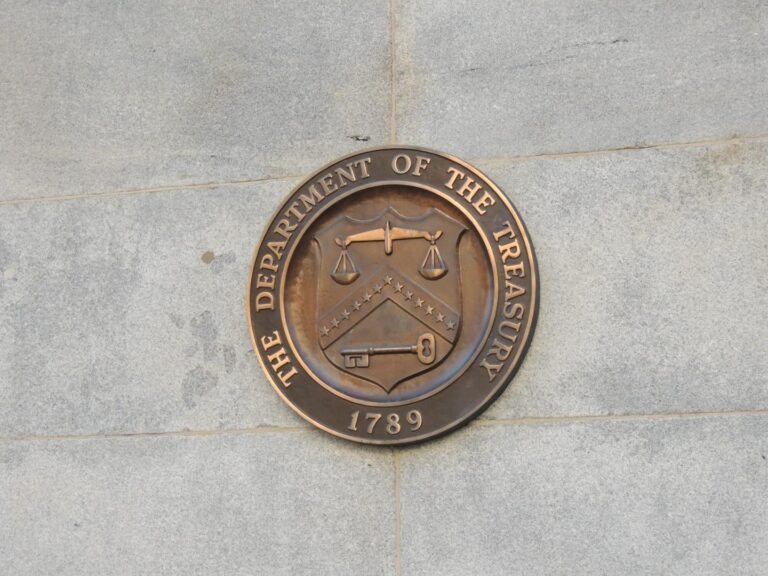 THE DEPARTMENT OF THE TREASURY
1789